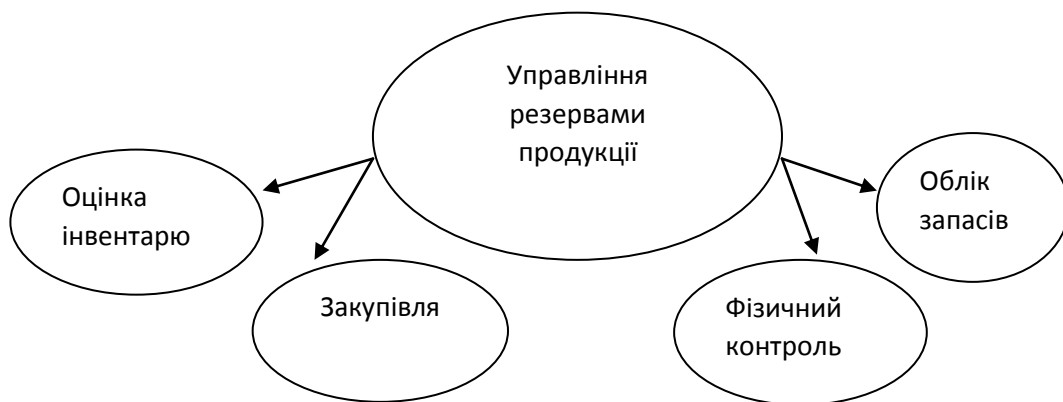 Управління
резервами
продукції
Оцінка
інвентарю
Закупівля
Фізичний
контроль
Облік
запасів